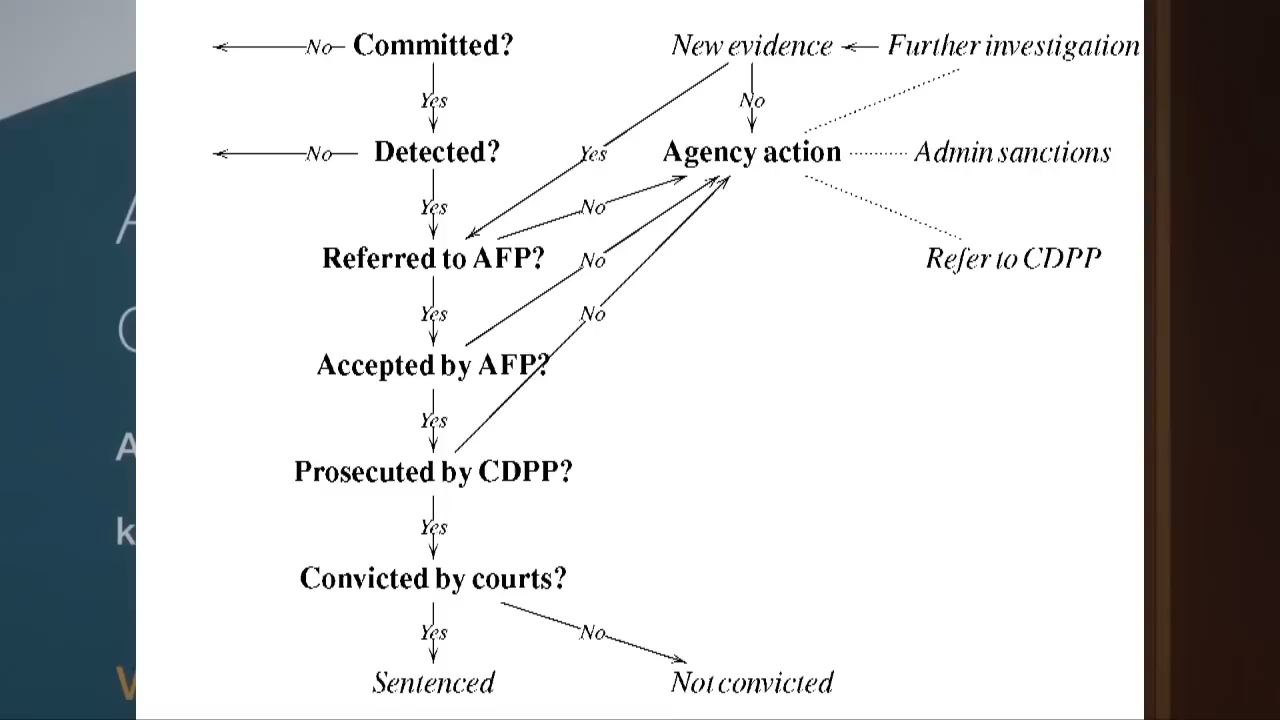 No Committed? New evidence Further investigation
Yes No
No Detected? Yes Agency action Admin sanctions
Yes No
Referred to AFP? No Refer to CDPP
Yes No
Accepted by AFP?
Yes
Prosecuted by CDPP?
Yes
Convicted by courts?
Yes No
Sentenced Not convicted